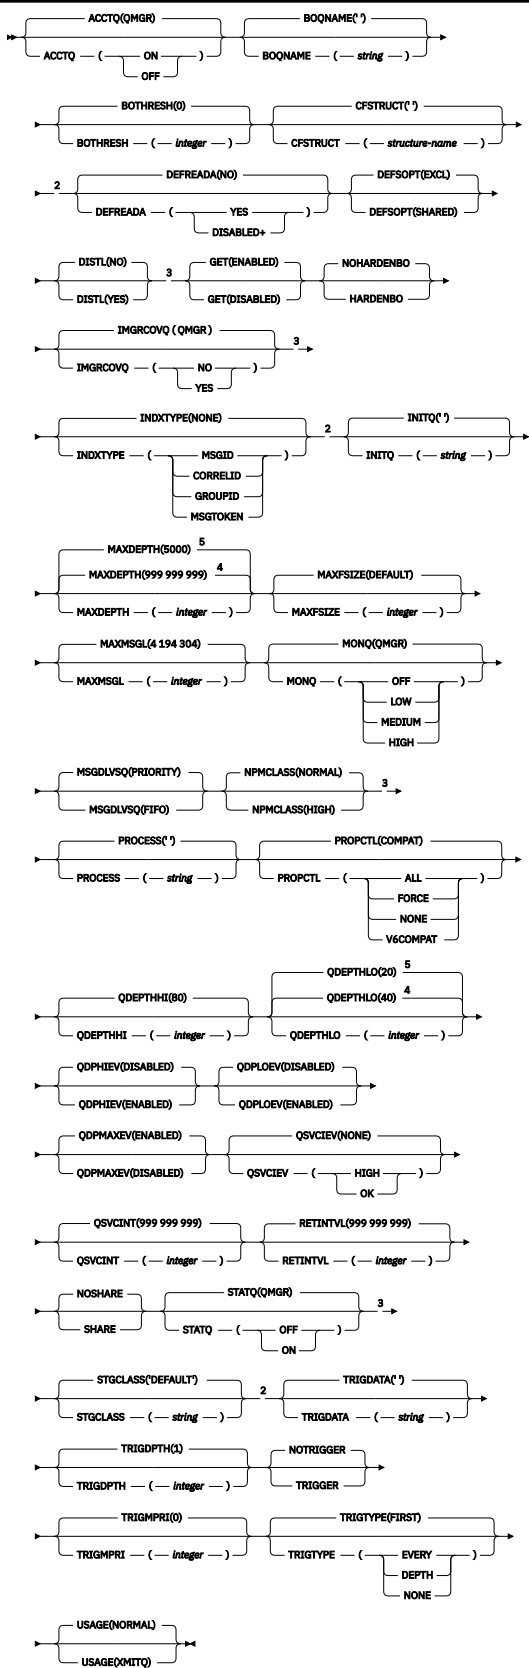 ACCTQ(QMGR) BOQNAME(' ')
ACCTQ ( ON ) BOQNAME ( string )
OFF
BOTHRESH(0) CFSTRUCT(' ')
BOTHRESH ( integer ) CFSTRUCT ( structure-name )
2 DEFREADA(NO) DEFSOPT(EXCL)
DEFREADA ( YES ) DEFSOPT(SHARED)
DISABLED+
DISTL(NO) 3 GET(ENABLED) NOHARDENBO
DISTL(YES) GET(DISABLED) HARDENBO
IMGRCOVQ ( QMGR ) 3
IMGRCOVQ ( NO )
YES
INDXTYPE(NONE) 2 INITQ(' ')
INDXTYPE ( MSGID ) INITQ ( string )
CORRELID
GROUPID
MSGTOKEN
MAXDEPTH(5000) 5
MAXDEPTH(999 999 999) 4 MAXFSIZE(DEFAULT)
MAXDEPTH ( integer ) MAXFSIZE ( integer )
MAXMSGL(4 194 304) MONQ(QMGR)
MAXMSGL ( integer ) MONQ ( OFF )
LOW
MEDIUM
HIGH
MSGDLVSQ(PRIORITY) NPMCLASS(NORMAL) 3
MSGDLVSQ(FIFO) NPMCLASS(HIGH)
PROCESS(' ') PROPCTL(COMPAT)
PROCESS ( string ) PROPCTL ( ALL )
FORCE
NONE
V6COMPAT
QDEPTHLO(20) 5
QDEPTHHI(80) QDEPTHLO(40) 4
QDEPTHHI ( integer ) QDEPTHLO ( integer )
QDPHIEV(DISABLED) QDPLOEV(DISABLED)
QDPHIEV(ENABLED) QDPLOEV(ENABLED)
QDPMAXEV(ENABLED) QSVCIEV(NONE)
QDPMAXEV(DISABLED) QSVCIEV ( HIGH )
OK
QSVCINT(999 999 999) RETINTVL(999 999 999)
QSVCINT ( integer ) RETINTVL ( integer )
NOSHARE STATQ(QMGR) 3
SHARE STATQ ( OFF )
ON
STGCLASS('DEFAULT') 2 TRIGDATA(' ')
STGCLASS ( string ) TRIGDATA ( string )
TRIGDPTH(1) NOTRIGGER
TRIGDPTH ( integer ) TRIGGER
TRIGMPRI(0) TRIGTYPE(FIRST)
TRIGMPRI ( integer ) TRIGTYPE ( EVERY )
DEPTH
NONE
USAGE(NORMAL)
USAGE(XMITQ)